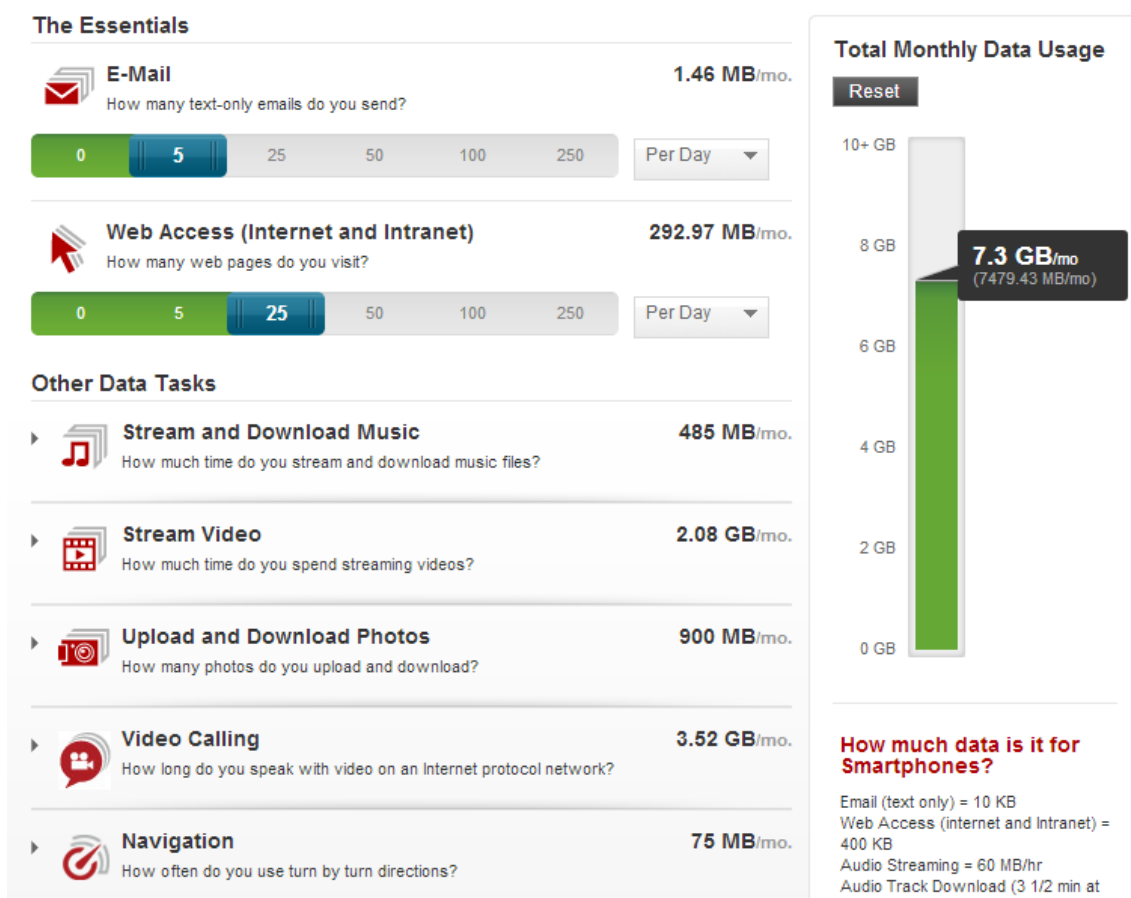 The Essentials
E-Mail
1.46 MB/mo.
How many text-only emails do you send?
0 5 25 50 100 250 Per Day
Web Access (Internet and Intranet)
292.97 MB/mo.
How many web pages do you visit?
0 5 25 50 100 250 Per Day
Other Data Tasks
Stream and Download Music
485 MB/mo.
How much time do you stream and download music files?
Stream Video
2.08 GB/mo.
How much time do you spend streaming videos?
Upload and Download Photos
900 MB/mo.
How many photos do you upload and download?
Video Calling
3.52 GB/mo.
How long do you speak with video on an Internet protocol network?
Navigation
75 MB/mo.
How often do you use turn by turn directions?
Total Monthly Data Usage
Reset
10+ GB
8 GB
7.3 GB/mo
(7479.43 MB/mo)
6 GB
4 GB
2 GB
0 GB
How much data is it for
Smartphones?
Email (text only) = 10 KB
Web Access (internet and Intranet) =
400 KB
Audio Streaming = 60 MB/hr
Audio Track Download (3 1/2 min at